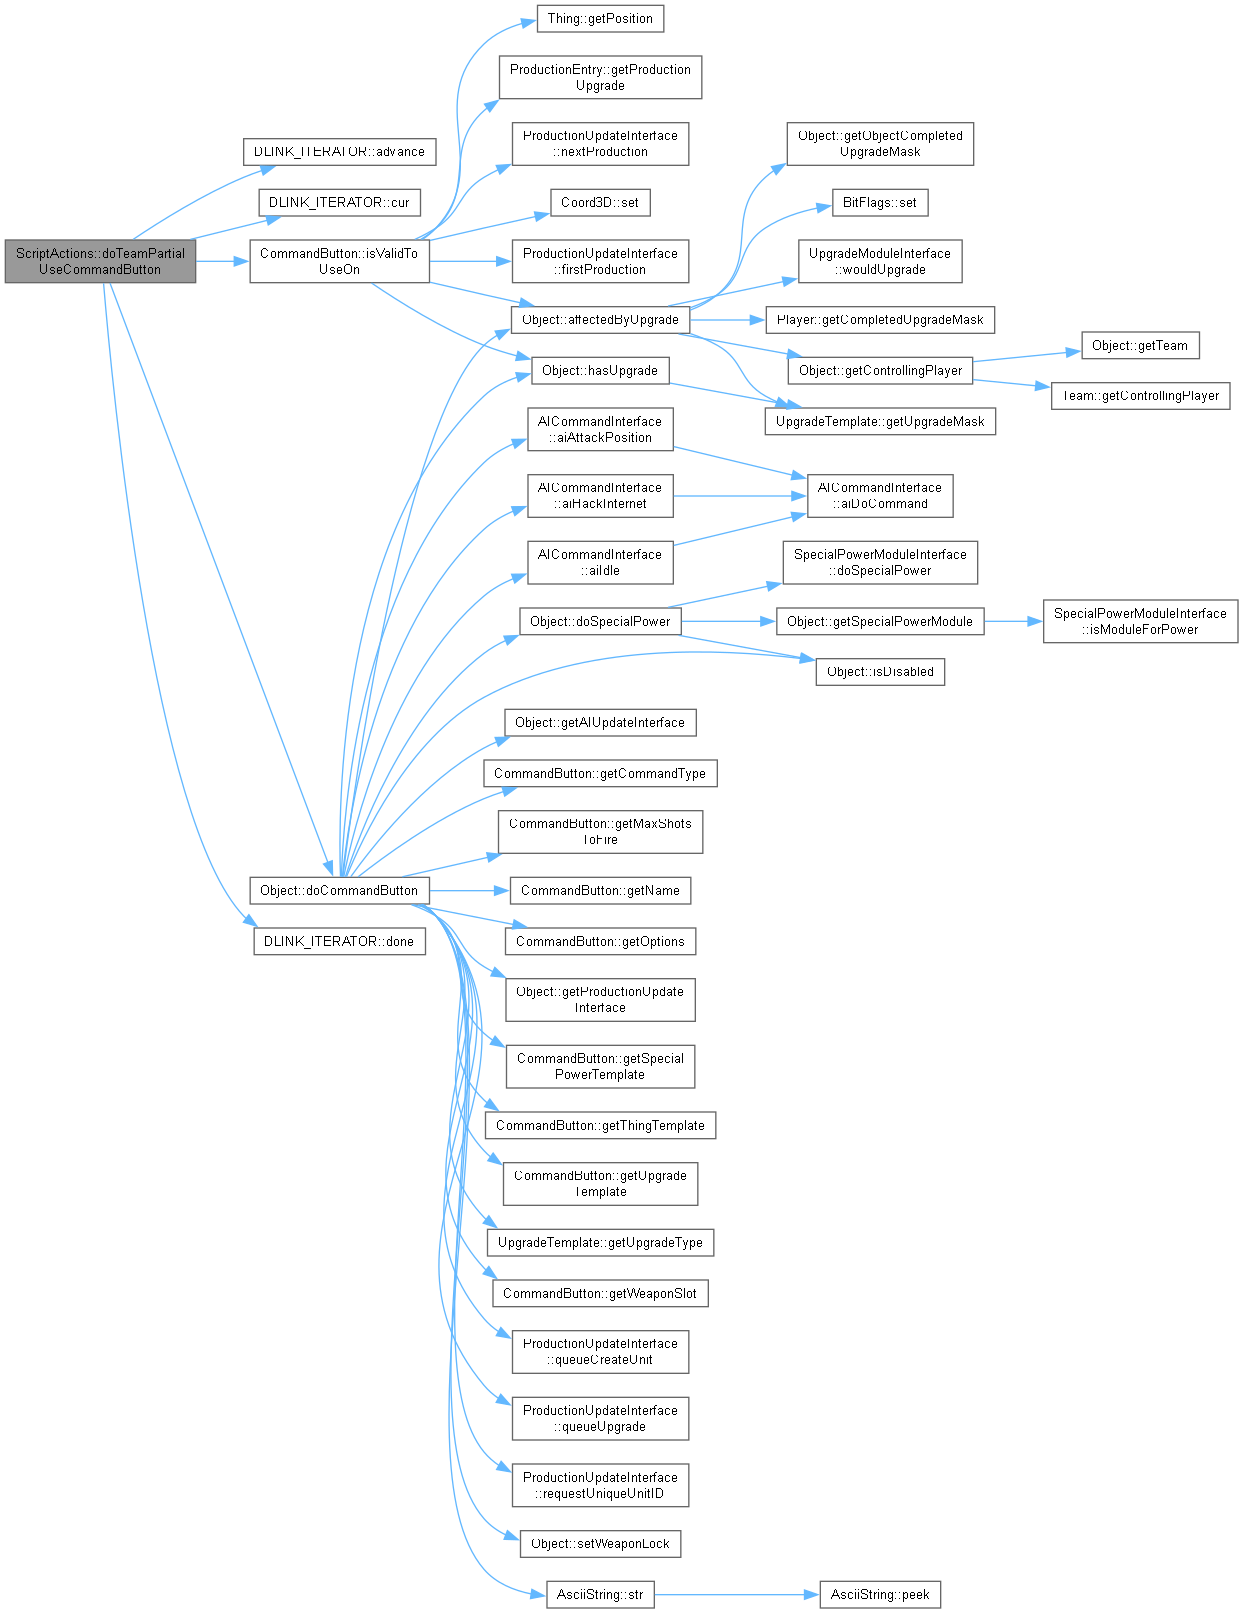 Thing::getPosition
ProductionEntry::getProduction
Upgrade
ProductionUpdateInterface
::nextProduction
Object::getObjectCompleted
UpgradeMask
DLINK_ITERATOR::advance
DLINK_ITERATOR::cur
Coord3D::set
BitFlags::set
ScriptActions::doTeamPartial
UseCommandButton
CommandButton::isValidTo
UseOn
ProductionUpdateInterface
::firstProduction
UpgradeModuleInterface
::wouldUpgrade
Object::affectedByUpgrade
Player::getCompletedUpgradeMask
Object::getTeam
Object::hasUpgrade
Object::getControllingPlayer
Team::getControllingPlayer
UpgradeTemplate::getUpgradeMask
AICommandInterface
::aiAttackPosition
AICommandInterface
::aiHackInternet
AICommandInterface
::aiDoCommand
AICommandInterface
::aiIdle
SpecialPowerModuleInterface
::doSpecialPower
Object::doSpecialPower
Object::getSpecialPowerModule
SpecialPowerModuleInterface
::isModuleForPower
Object::isDisabled
Object::getAIUpdateInterface
CommandButton::getCommandType
CommandButton::getMaxShots
ToFire
Object::doCommandButton
CommandButton::getName
DLINK_ITERATOR::done
CommandButton::getOptions
Object::getProductionUpdate
Interface
CommandButton::getSpecial
PowerTemplate
CommandButton::getThingTemplate
CommandButton::getUpgrade
Template
UpgradeTemplate::getUpgradeType
CommandButton::getWeaponSlot
ProductionUpdateInterface
::queueCreateUnit
ProductionUpdateInterface
::queueUpgrade
ProductionUpdateInterface
::requestUniqueUnitID
Object::setWeaponLock
AsciiString::str
AsciiString::peek